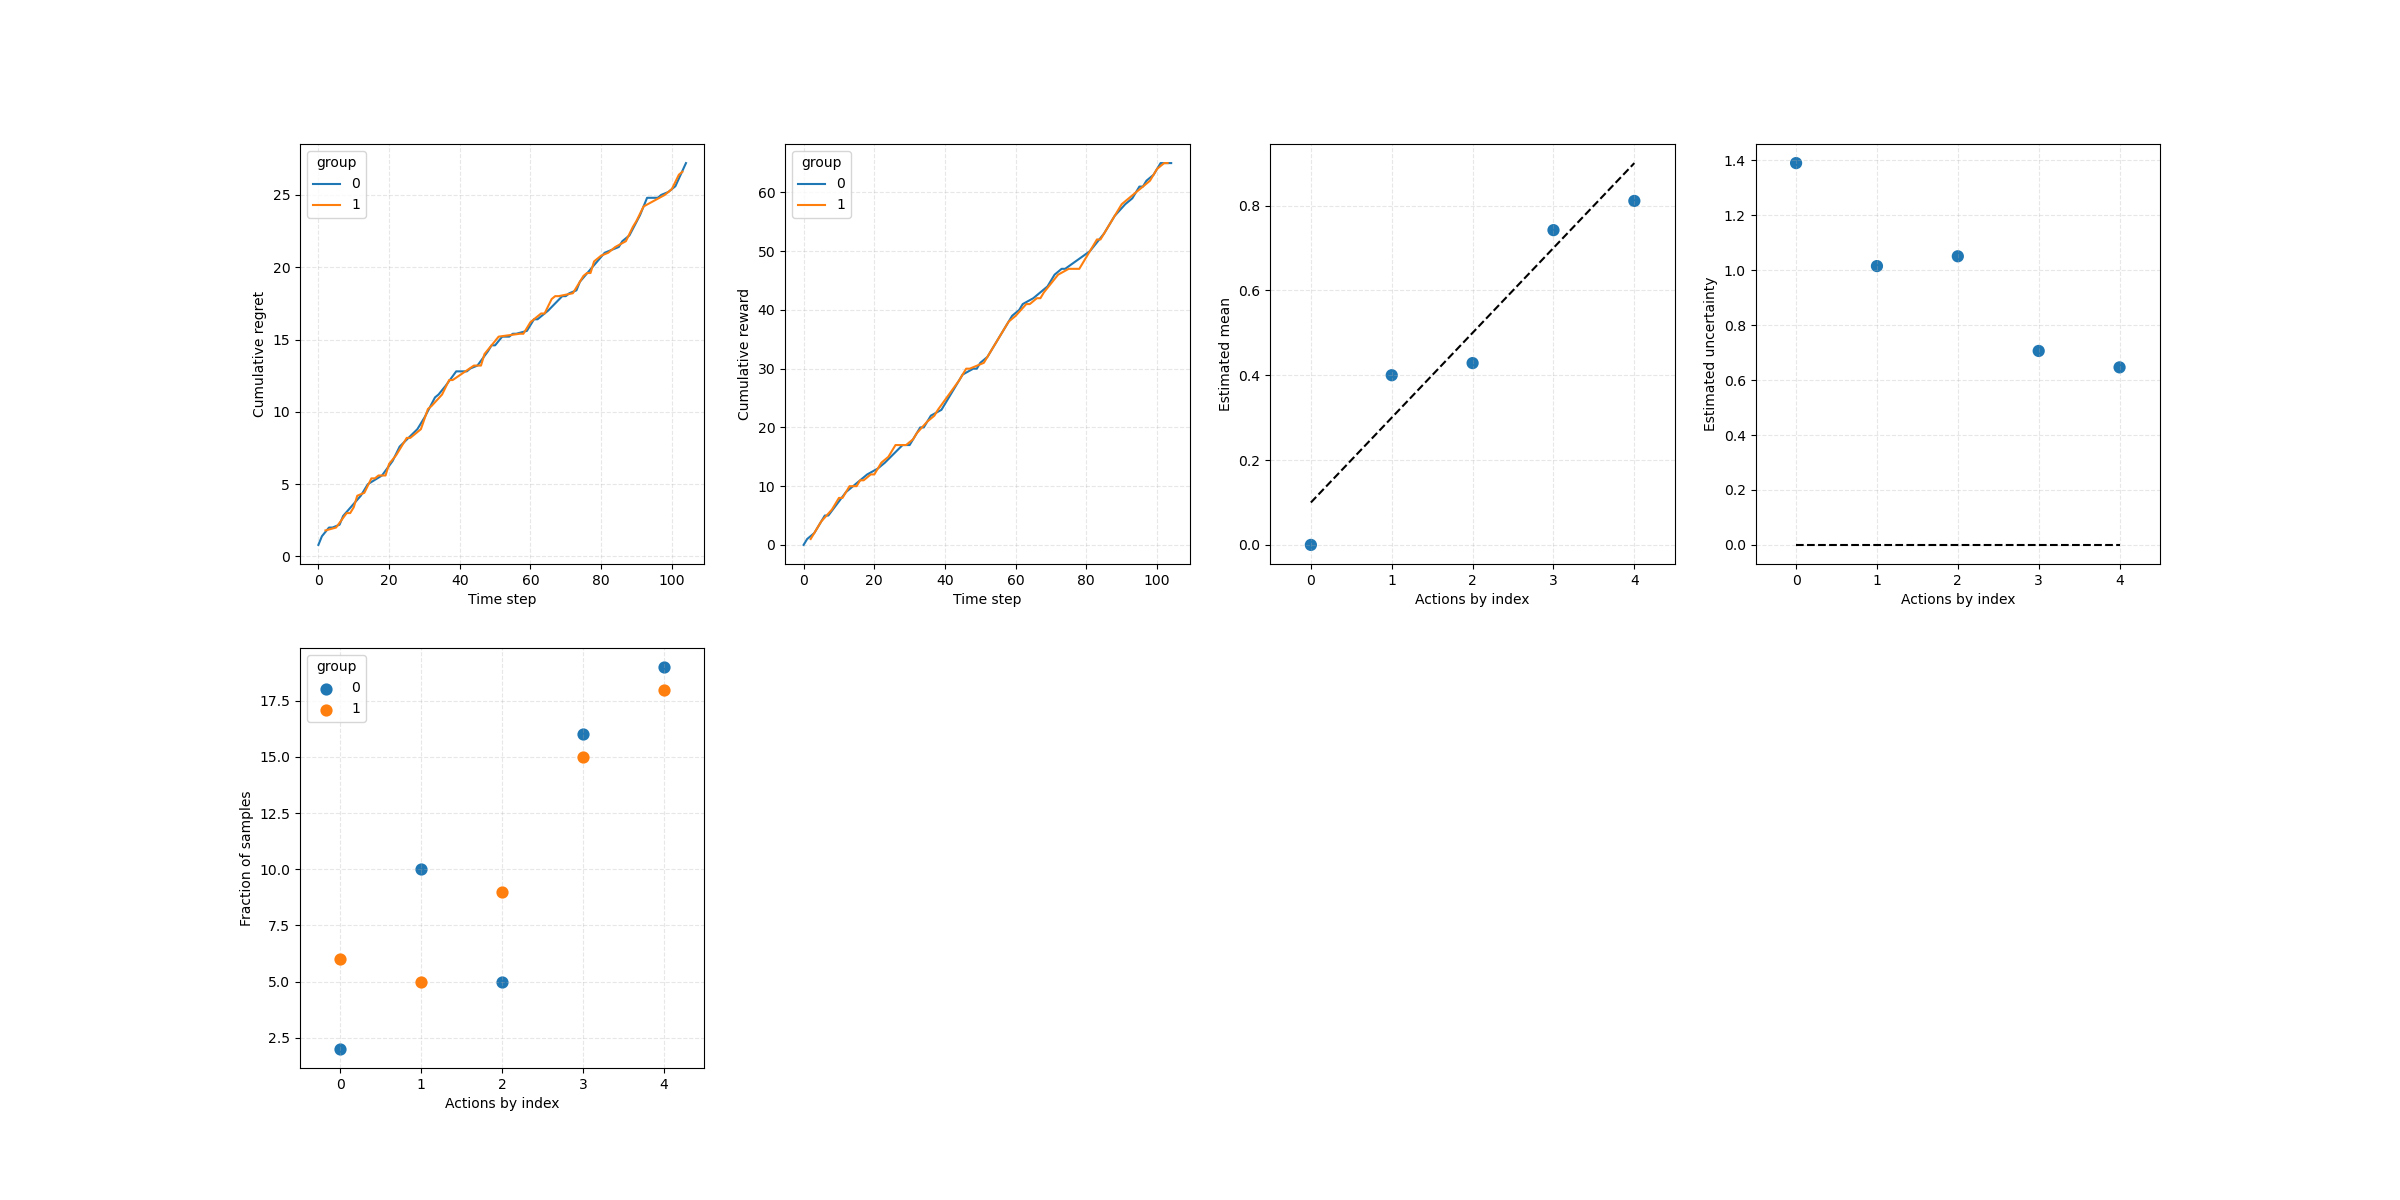 group
0
1
25
20
15
10
5
0
Cumulative regret
0 20 40 60 80 100
Time step
group
0
1
60
50
40
30
20
10
0
Cumulative reward
0 20 40 60 80 100
Time step
0.8
0.6
0.4
0.2
0.0
Estimated mean
0 1 2 3 4
Actions by index
1.4
1.2
1.0
0.8
0.6
0.4
0.2
0.0
Estimated uncertainty
0 1 2 3 4
Actions by index
group
0
1
17.5
15.0
12.5
10.0
7.5
5.0
2.5
Fraction of samples
0 1 2 3 4
Actions by index